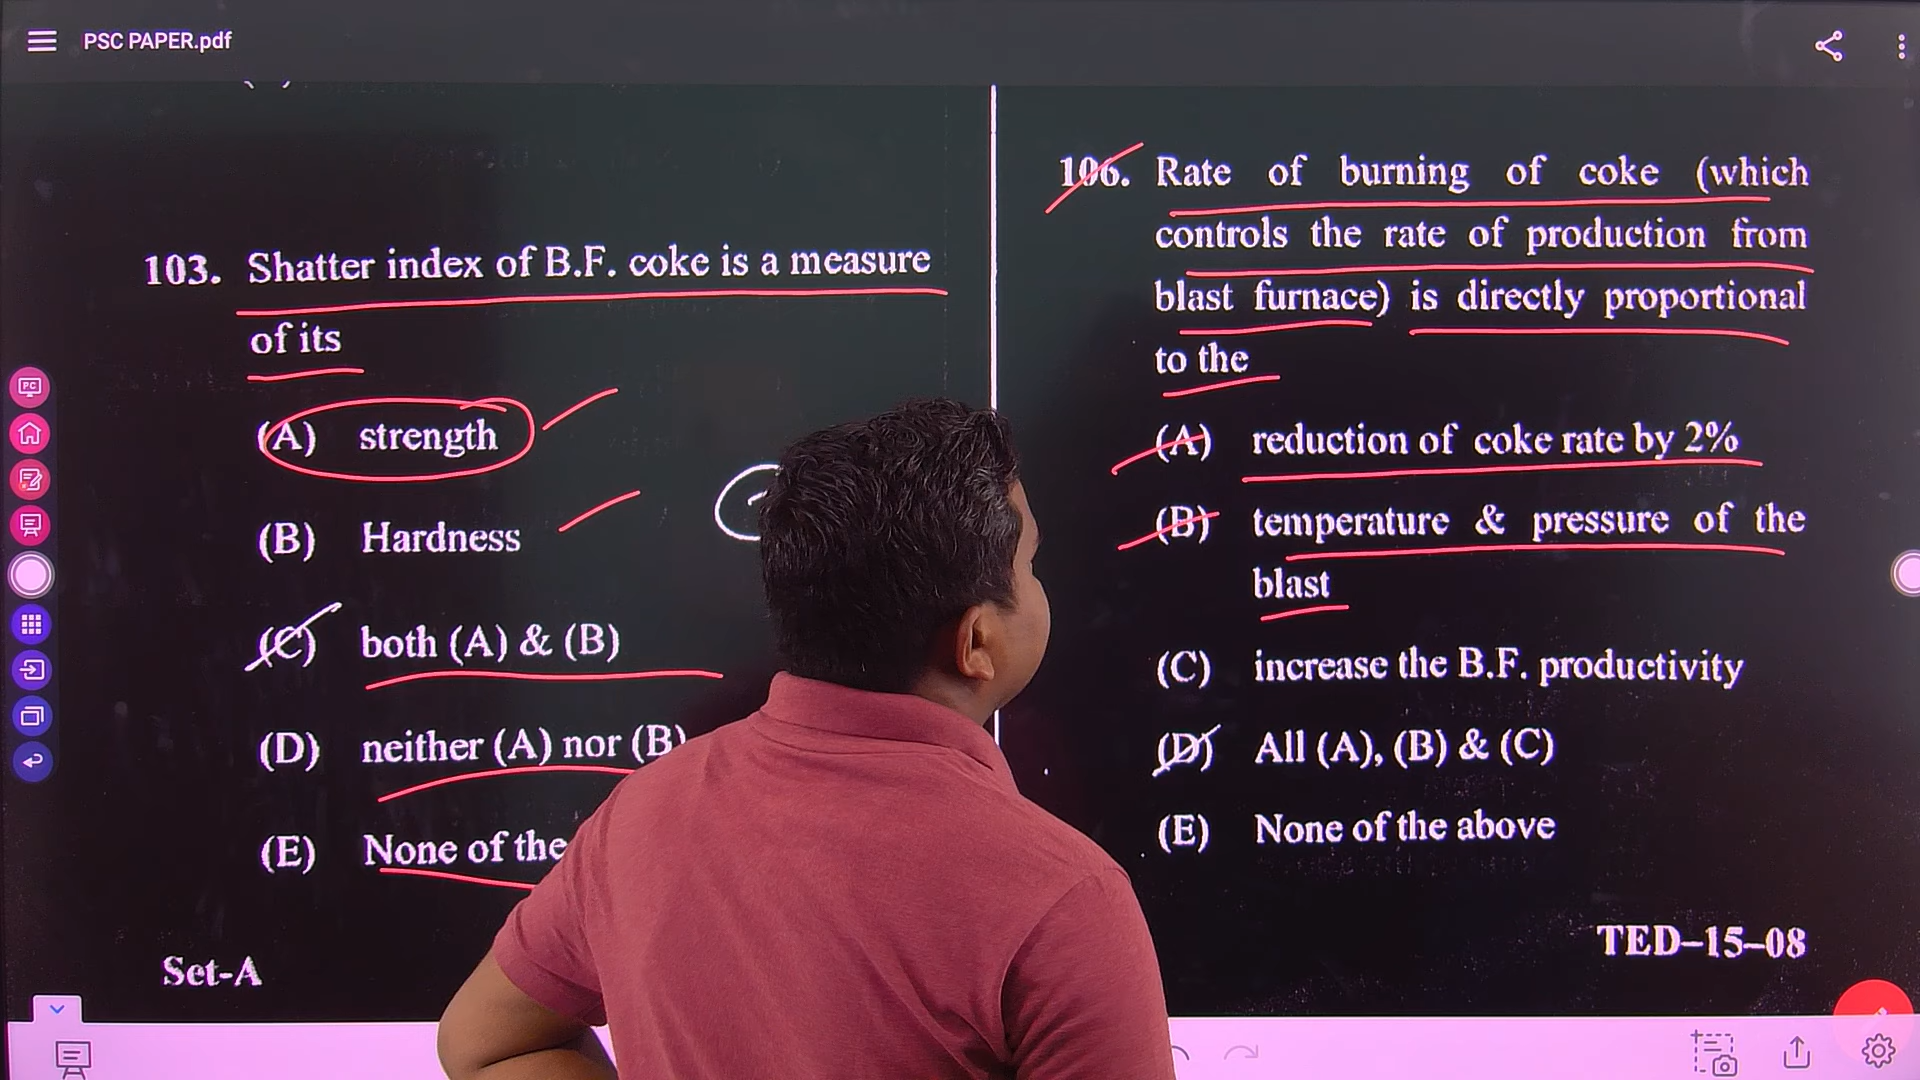 PSC PAPER.pdf
103. Shatter index of B.F. coke is a measure
of its
(A) strength
(B) Hardness
(C) both (A) & (B)
(D) neither (A) nor (B)
(E) None of the
Set-A
106. Rate of burning of coke (which
controls the rate of production from
blast furnace) is directly proportional
to the
(A) reduction of coke rate by 2%
(B) temperature & pressure of the
blast
(C) increase the B.F. productivity
(D) All (A), (B) & (C)
(E) None of the above
TED–15–08
PC